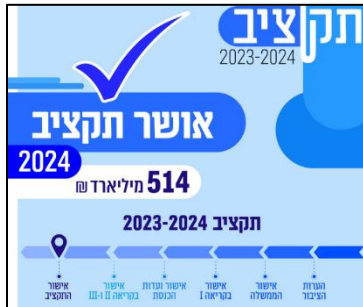 תקציב
2023-2024
אושר תקציב
2024
514 מיליארד ₪
תקציב 2023-2024
הערות הציבור
אישור הממשלה
אישור בקריאה I
אישור ועדות הכנסת
אישור בקריאה II ו-III
אישור התקציב